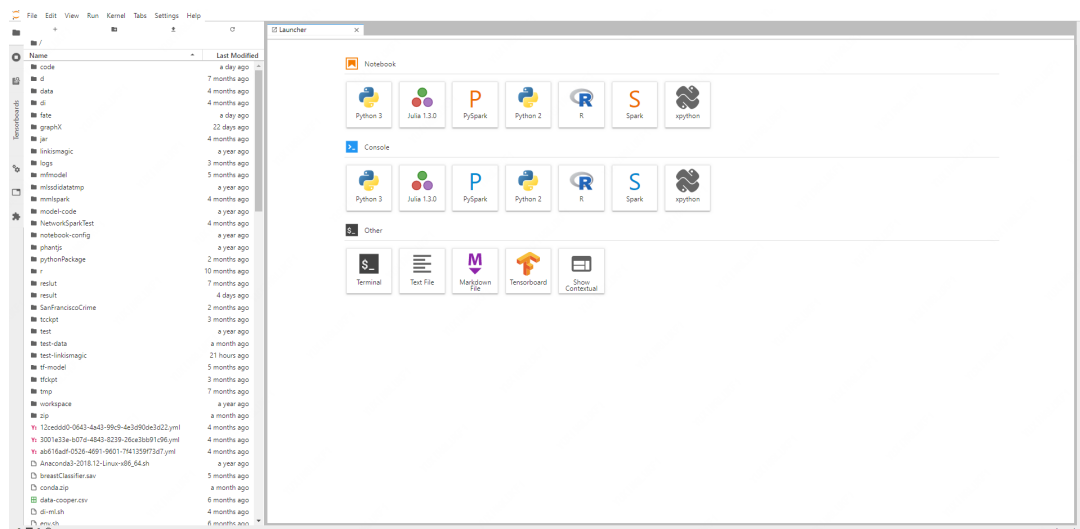 File Edit View Run Kernel Tabs Settings Help
Launcher
/
Name Last Modified
code a day ago
d 7 months ago
data 4 months ago
di 4 months ago
fate a day ago
graphX 22 days ago
jar 4 months ago
linkismagic a year ago
logs 3 months ago
mfmodel 5 months ago
mlssdidatatmp a year ago
mmlspark 4 months ago
model-code a year ago
NetworkSparkTest 4 months ago
notebook-config a year ago
phantjs a year ago
pythonPackage 2 months ago
r 10 months ago
reslut 7 months ago
result 4 days ago
SanFranciscoCrime 2 months ago
tcckpt 3 months ago
test a year ago
test-data a month ago
test-linkismagic 21 hours ago
tf-model 5 months ago
tfckpt 3 months ago
tmp 7 months ago
workspace a year ago
zip a month ago
12ceddd0-0643-4a43-99c9-4e3d90de3d22.yml 4 months ago
3001e33e-b07d-4843-8239-26ce3bb91c96.yml 4 months ago
ab616adf-0526-4691-9601-7f41359f73d7.yml 4 months ago
Anaconda3-2018.12-Linux-x86_64.sh a year ago
breastClassifier.sav 5 months ago
conda.zip a month ago
data-cooper.csv 6 months ago
di-ml.sh 4 months ago
env.sh 6 months ago
Tensorboards
Notebook
Python 3 Julia 1.3.0 PySpark Python 2 R Spark xpython
Console
Python 3 Julia 1.3.0 PySpark Python 2 R Spark xpython
Other
Terminal Text File Markdown File Tensorboard Show Contextual